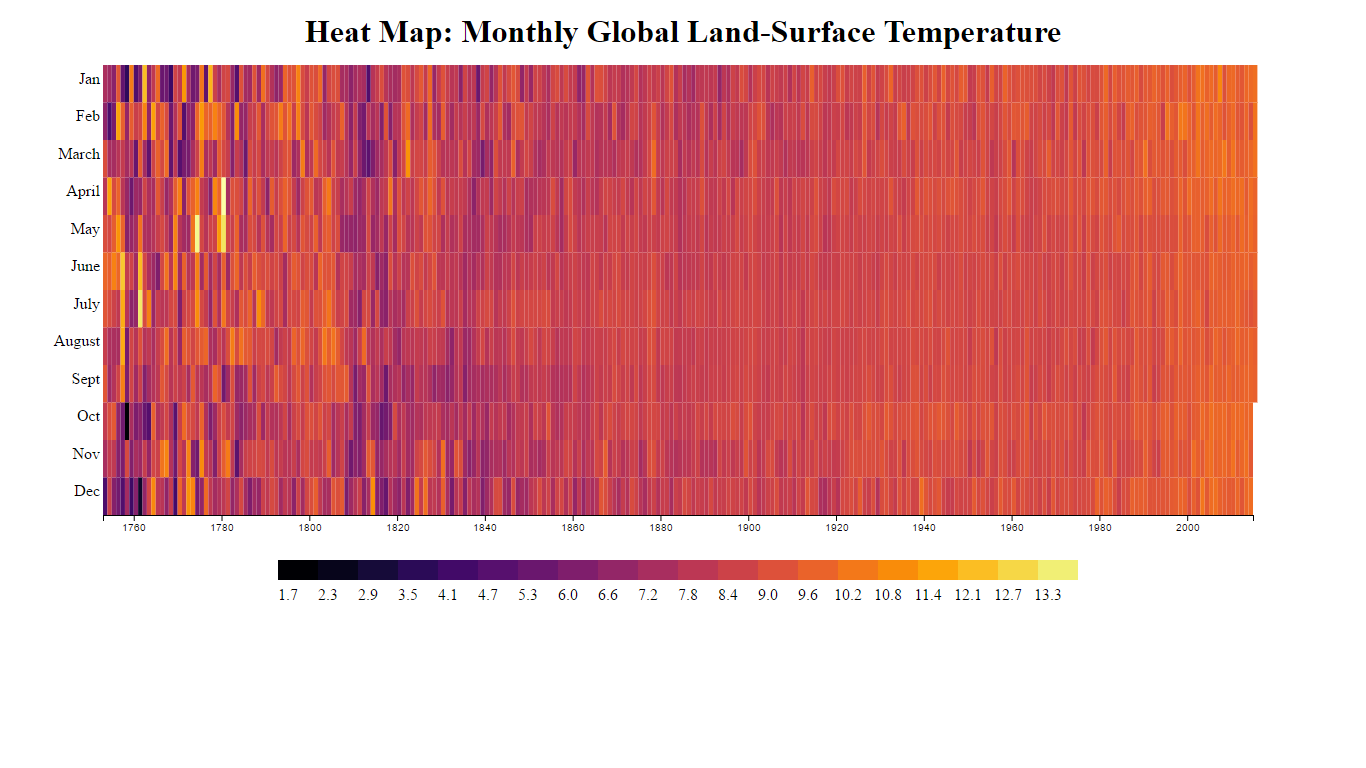 Heat Map: Monthly Global Land-Surface Temperature
Jan
Feb
March
April
May
June
July
August
Sept
Oct
Nov
Dec
1760 1780 1800 1820 1840 1860 1880 1900 1920 1940 1960 1980 2000
1.7 2.3 2.9 3.5 4.1 4.7 5.3 6.0 6.6 7.2 7.8 8.4 9.0 9.6 10.2 10.8 11.4 12.1 12.7 13.3